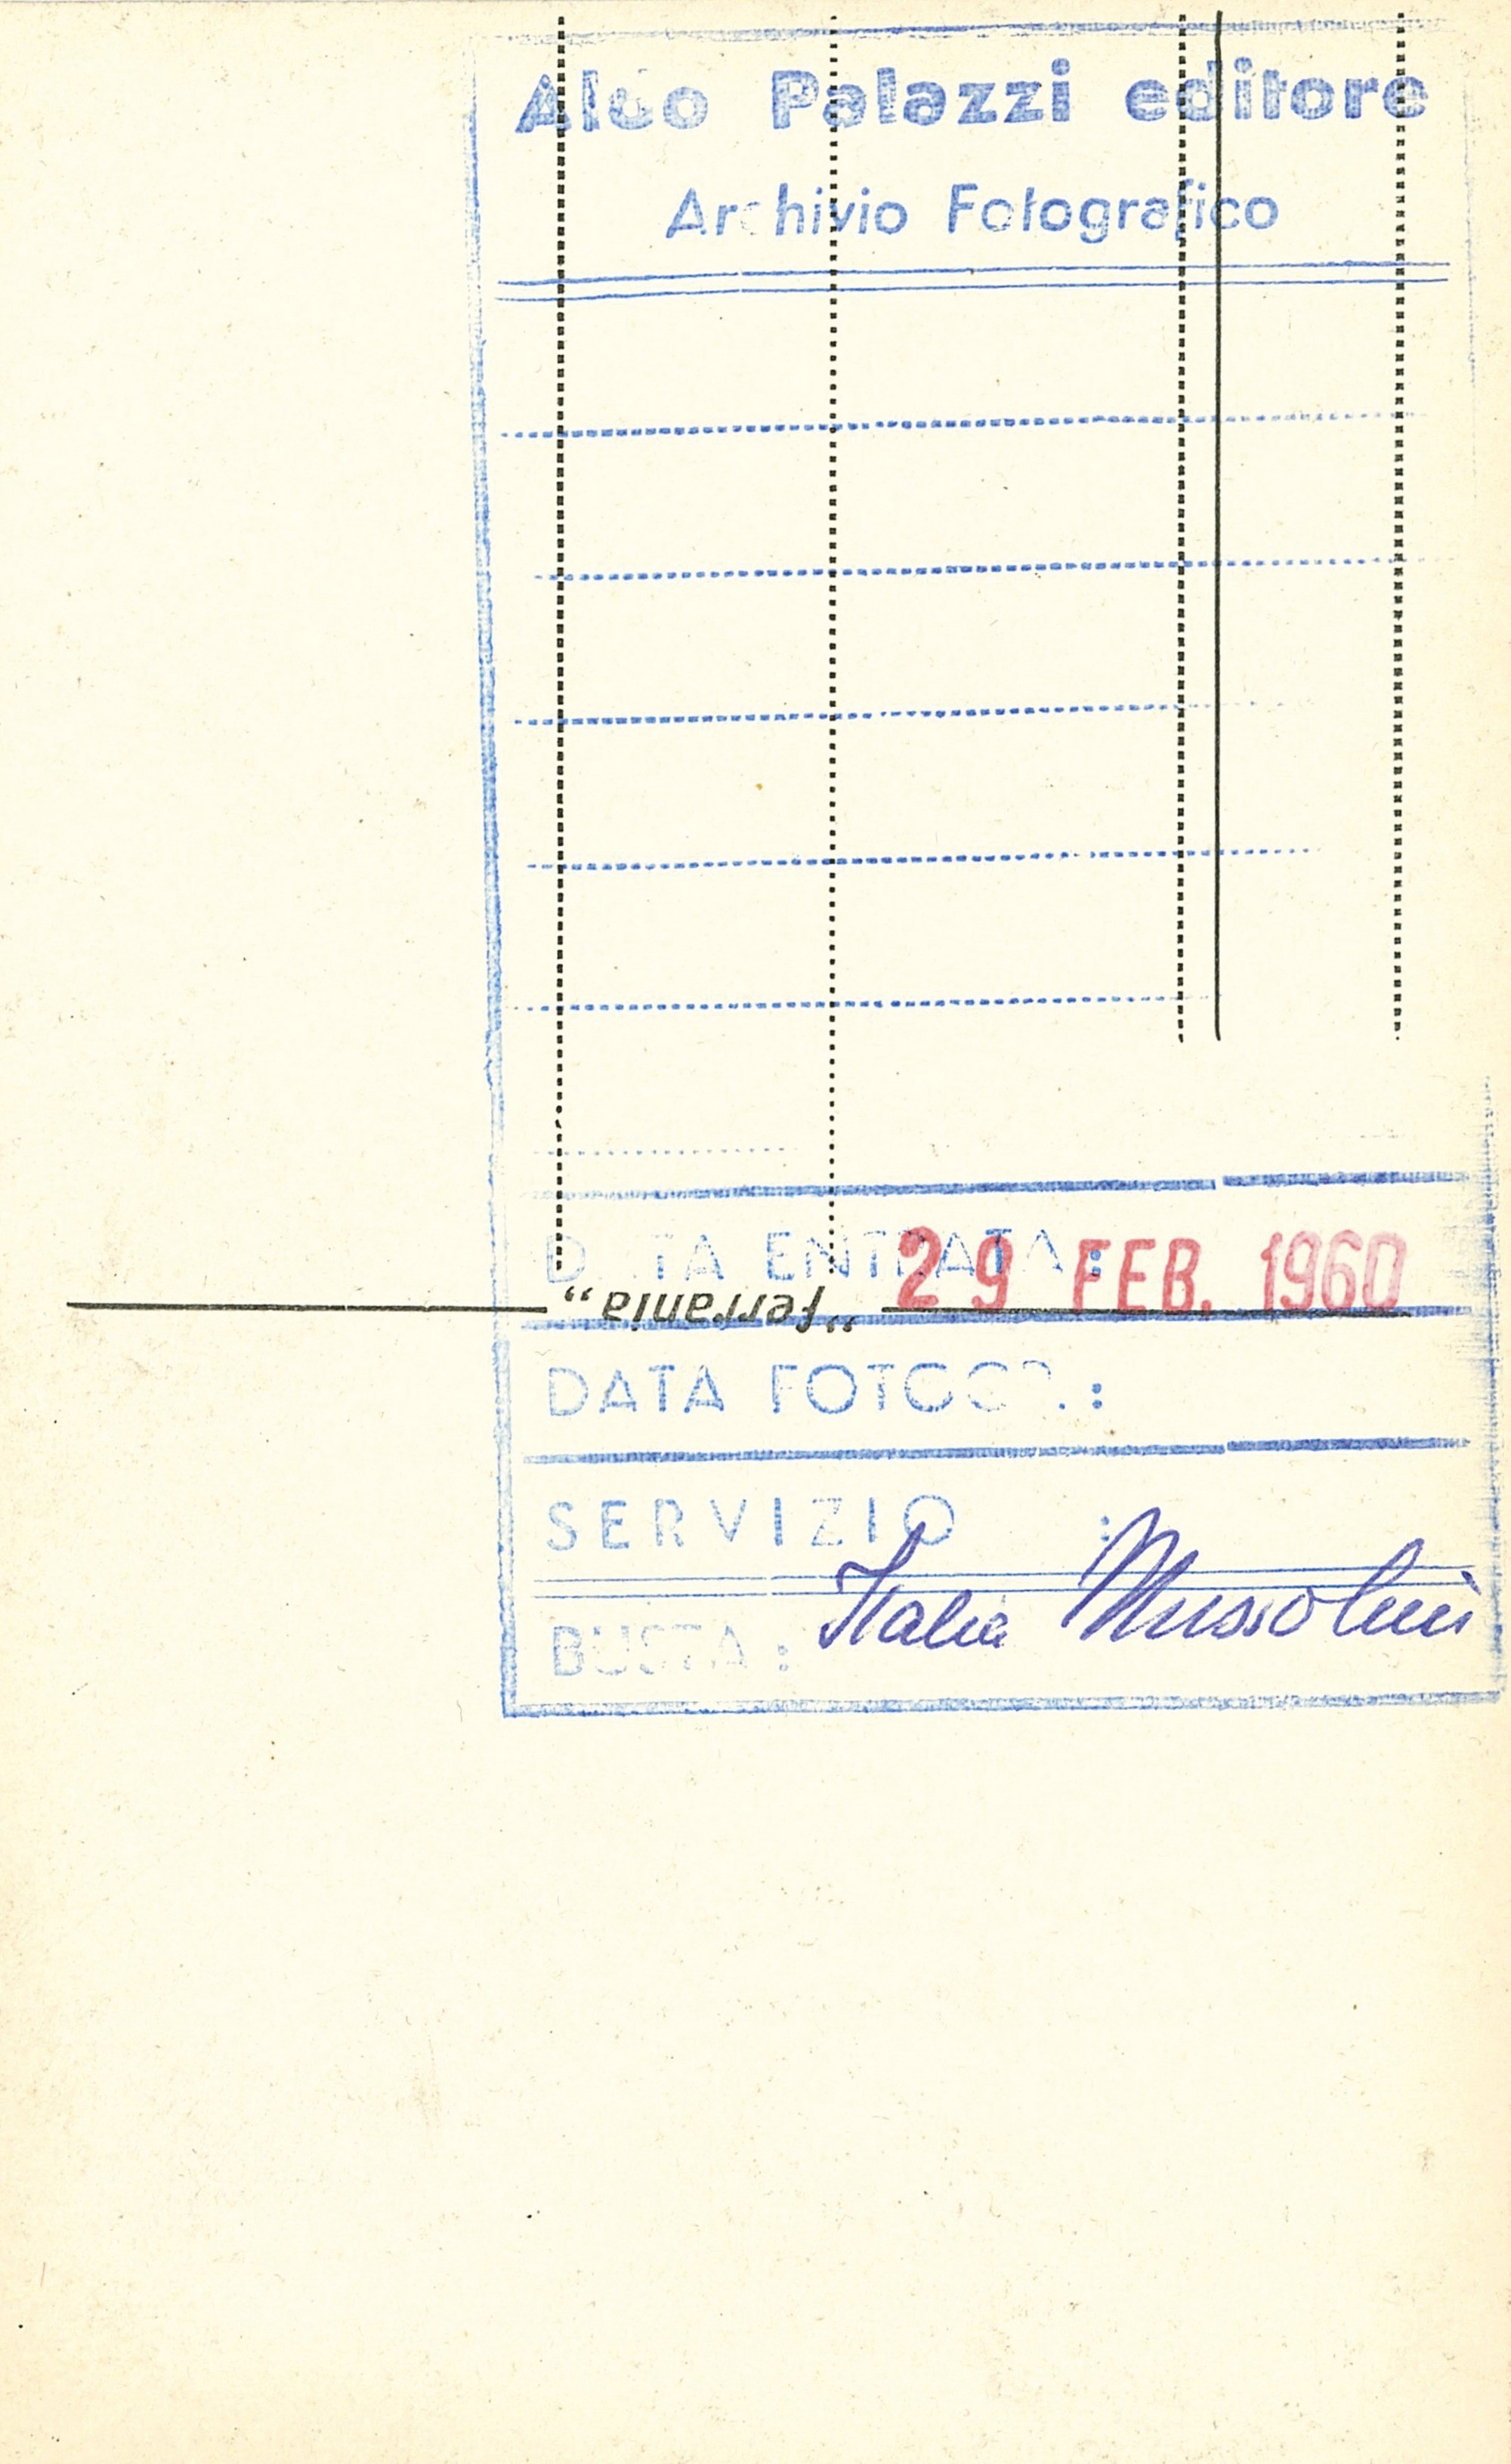 Aldo Palazzi editore
Archivio Fotografico
DATA ENTRATA: 29 FEB. 1960
"ferrania"
DATA FOTOGR.:
SERVIZIO :
BUSTA: Italia Mussolini